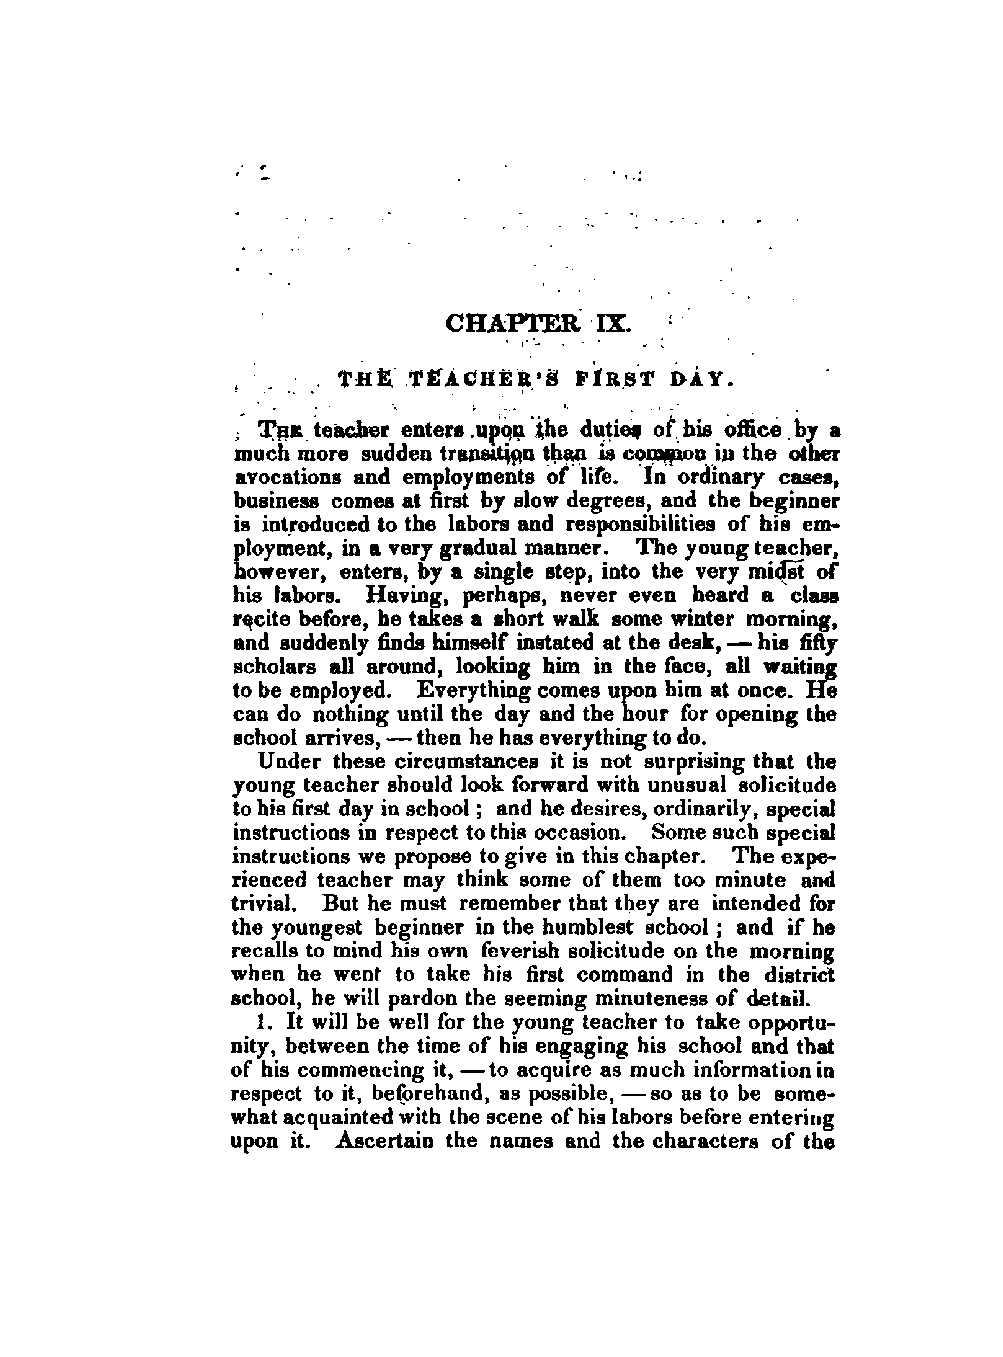 CHAPTER IX.
THE TEACHER'S FIRST DAY.
THE teacher enters upon the duties of his office by a
much more sudden transition than is common in the other
avocations and employments of life. In ordinary cases,
business comes at first by slow degrees, and the beginner
is introduced to the labors and responsibilities of his em-
ployment, in a very gradual manner. The young teacher,
however, enters, by a single step, into the very midst of
his labors. Having, perhaps, never even heard a class
recite before, he takes a short walk some winter morning,
and suddenly finds himself instated at the desk, — his fifty
scholars all around, looking him in the face, all waiting
to be employed. Everything comes upon him at once. He
can do nothing until the day and the hour for opening the
school arrives, — then he has everything to do.
Under these circumstances it is not surprising that the
young teacher should look forward with unusual solicitude
to his first day in school ; and he desires, ordinarily, special
instructions in respect to this occasion. Some such special
instructions we propose to give in this chapter. The expe-
rienced teacher may think some of them too minute and
trivial. But he must remember that they are intended for
the youngest beginner in the humblest school ; and if he
recalls to mind his own feverish solicitude on the morning
when he went to take his first command in the district
school, he will pardon the seeming minuteness of detail.
1. It will be well for the young teacher to take opportu-
nity, between the time of his engaging his school and that
of his commencing it, — to acquire as much information in
respect to it, beforehand, as possible, — so as to be some-
what acquainted with the scene of his labors before entering
upon it. Ascertain the names and the characters of the